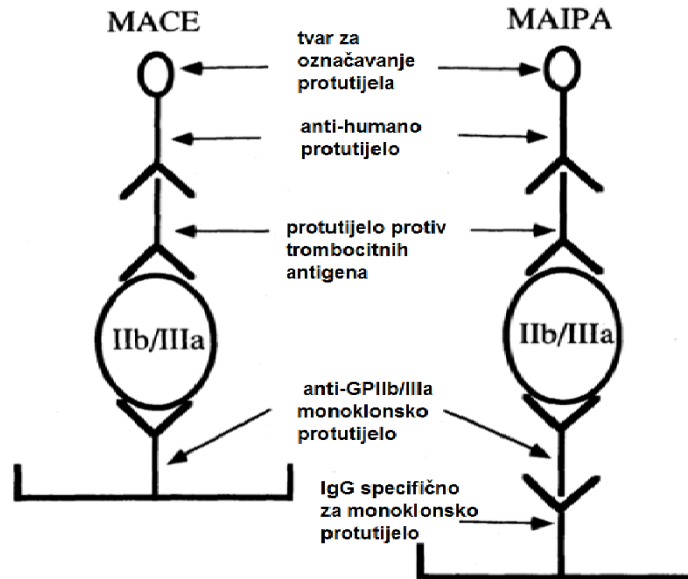 MACE
MAIPA
tvar za
označavanje
protutijela
anti-humano
protutijelo
protutijelo protiv
trombocitnih
antigena
IIb/IIIa
IIb/IIIa
anti-GPIIb/IIIa
monoklonsko
protutijelo
IgG specifično
za monoklonsko
protutijelo